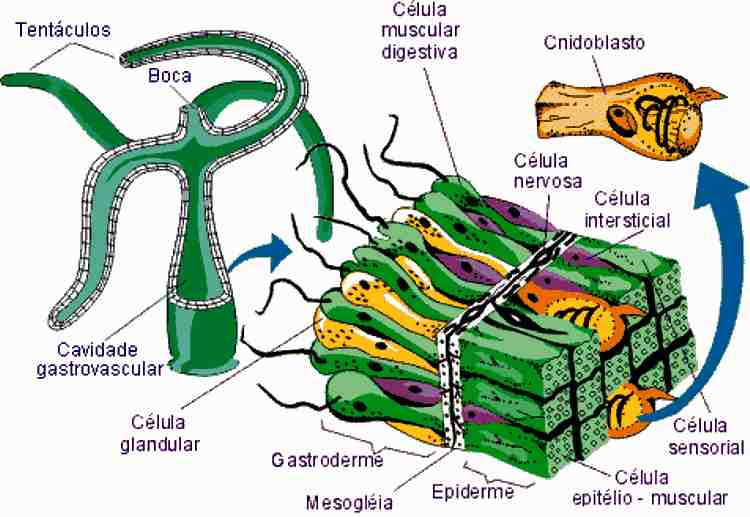 Tentáculos
Boca
Célula
muscular
digestiva
Cnidoblasto
Célula
nervosa
Célula
intersticial
Cavidade
gastrovascular
Célula
glandular
Gastroderme
Mesogléia
Epiderme
Célula
epitélio - muscular
Célula
sensorial